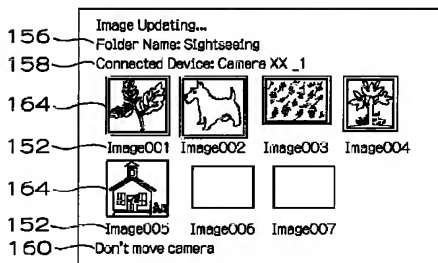 Image Updating...
156 Folder Name: Sightseeing
158 Connected Device: Camera XX _1
164
152 Image001 Image002 Image003 Image004
164
152 Image005 Image006 Image007
160 Don't move camera